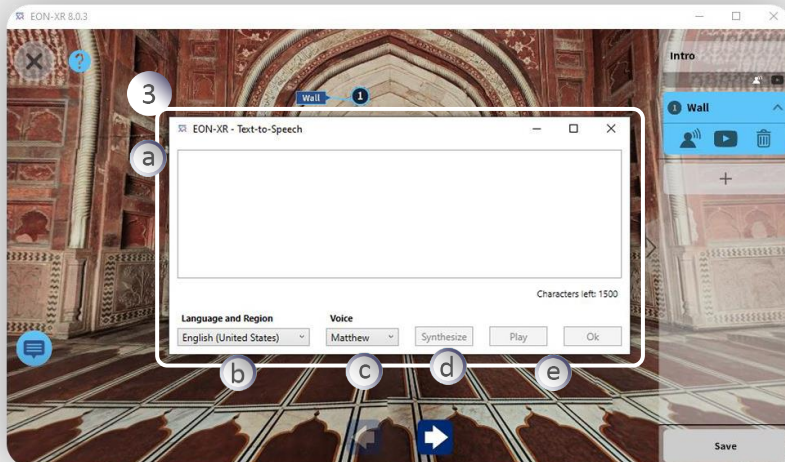 EON-XR 8.0.3
?
Intro
3
Wall 1
1 Wall
EON-XR - Text-to-Speech
a
+
Characters left: 1500
Language and Region Voice
English (United States) Matthew Synthesize Play Ok
b c d e
Save